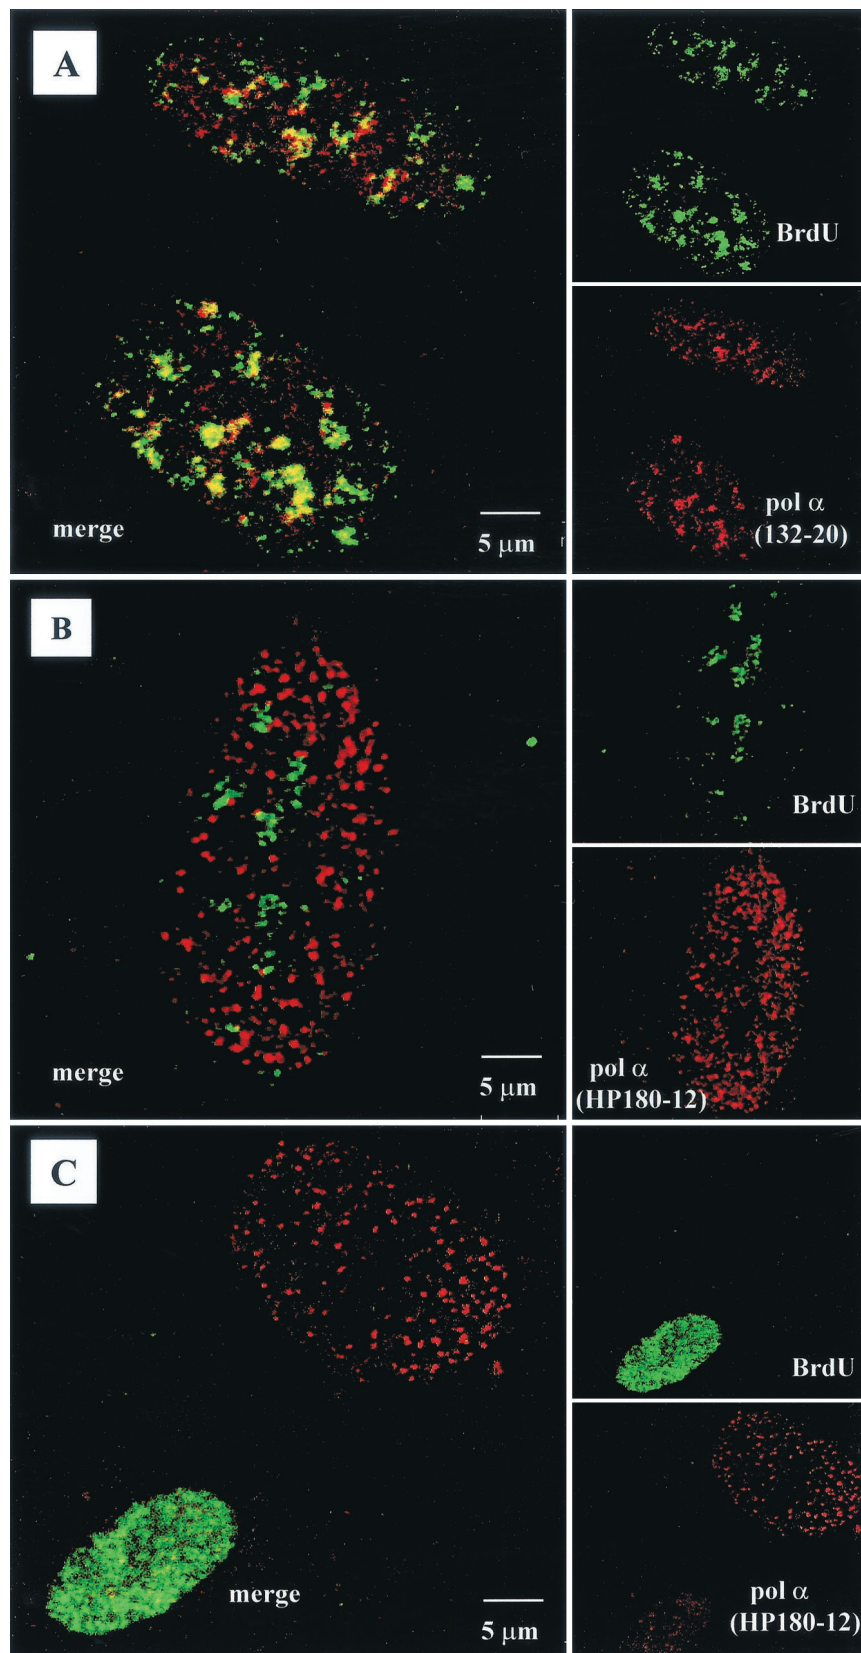 A
merge
5 μm
BrdU
pol α
(132-20)
B
merge
5 μm
BrdU
pol α
(HP180-12)
C
merge
5 μm
BrdU
pol α
(HP180-12)